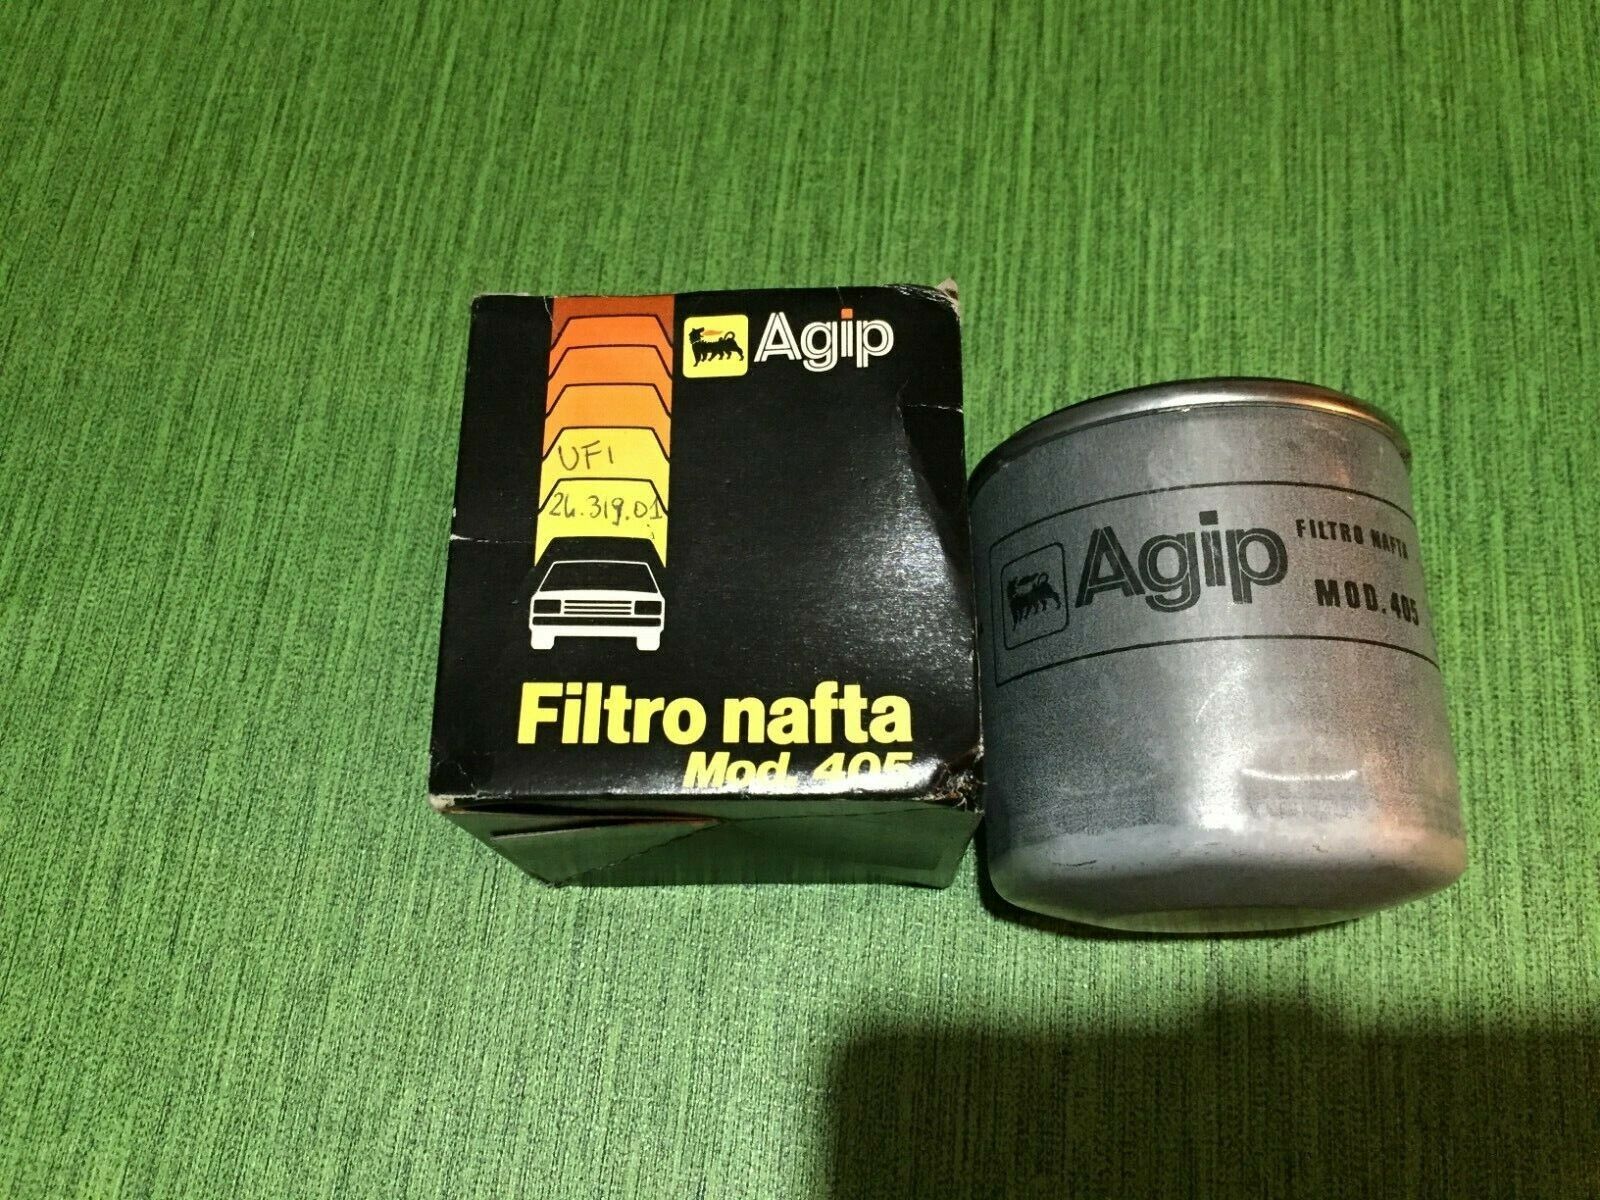 Agip
UFI
24.319.01
Filtro nafta
Mod. 405
Agip
FILTRO NAFTA
MOD. 405